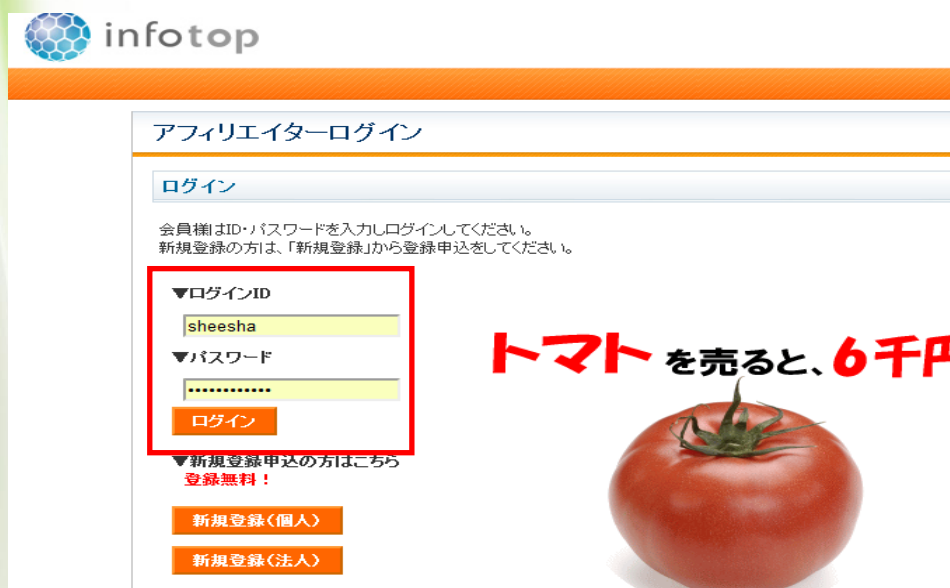 infotop
アフィリエイターログイン
ログイン
会員様はID・パスワードを入力しログインしてください。
新規登録の方は、「新規登録」から登録申込をしてください。
▼ログインID
sheesha
▼パスワード
••••••••••••
ログイン
トマトを売ると、6千円
▼新規登録申込の方はこちら
登録無料！
新規登録（個人）
新規登録（法人）